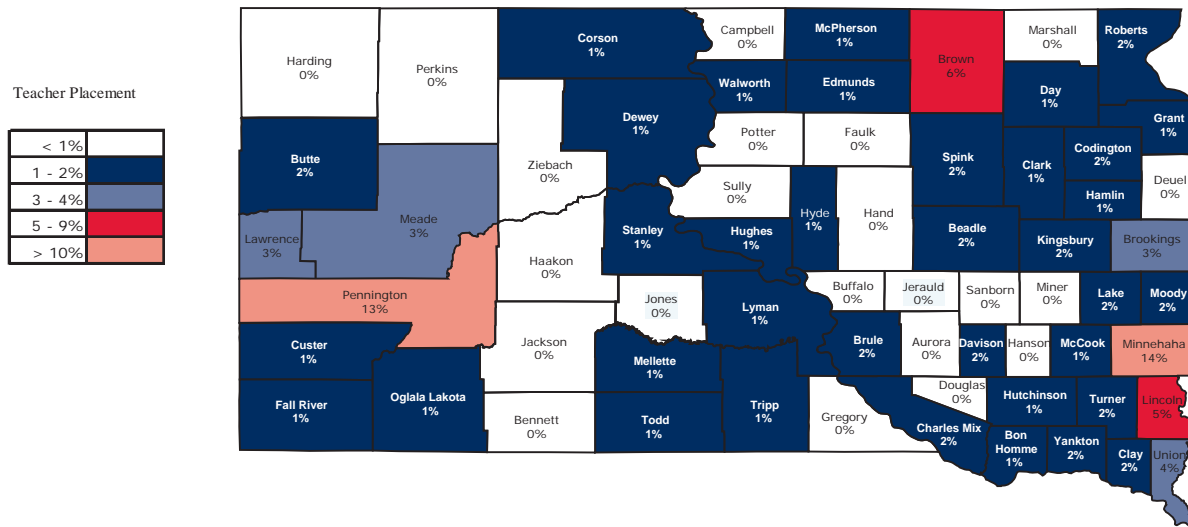 Teacher Placement
< 1%
1 - 2%
3 - 4%
5 - 9%
> 10%
Harding
0%
Perkins
0%
Corson
1%
Campbell
0%
McPherson
1%
Brown
6%
Marshall
0%
Roberts
2%
Walworth
1%
Edmunds
1%
Day
1%
Grant
1%
Butte
2%
Ziebach
0%
Dewey
1%
Potter
0%
Faulk
0%
Spink
2%
Clark
1%
Codington
2%
Hamlin
1%
Deuel
0%
Lawrence
3%
Meade
3%
Sully
0%
Stanley
1%
Hughes
1%
Hyde
1%
Hand
0%
Beadle
2%
Kingsbury
2%
Brookings
3%
Haakon
0%
Pennington
13%
Jones
0%
Lyman
1%
Buffalo
0%
Jerauld
0%
Sanborn
0%
Miner
0%
Lake
2%
Moody
2%
Custer
1%
Jackson
0%
Mellette
1%
Brule
2%
Aurora
0%
Davison
2%
Hanson
0%
McCook
1%
Minnehaha
14%
Fall River
1%
Oglala Lakota
1%
Bennett
0%
Todd
1%
Tripp
1%
Gregory
0%
Douglas
0%
Charles Mix
2%
Hutchinson
1%
Turner
2%
Lincoln
5%
Bon
Homme
1%
Yankton
2%
Clay
2%
Union
4%